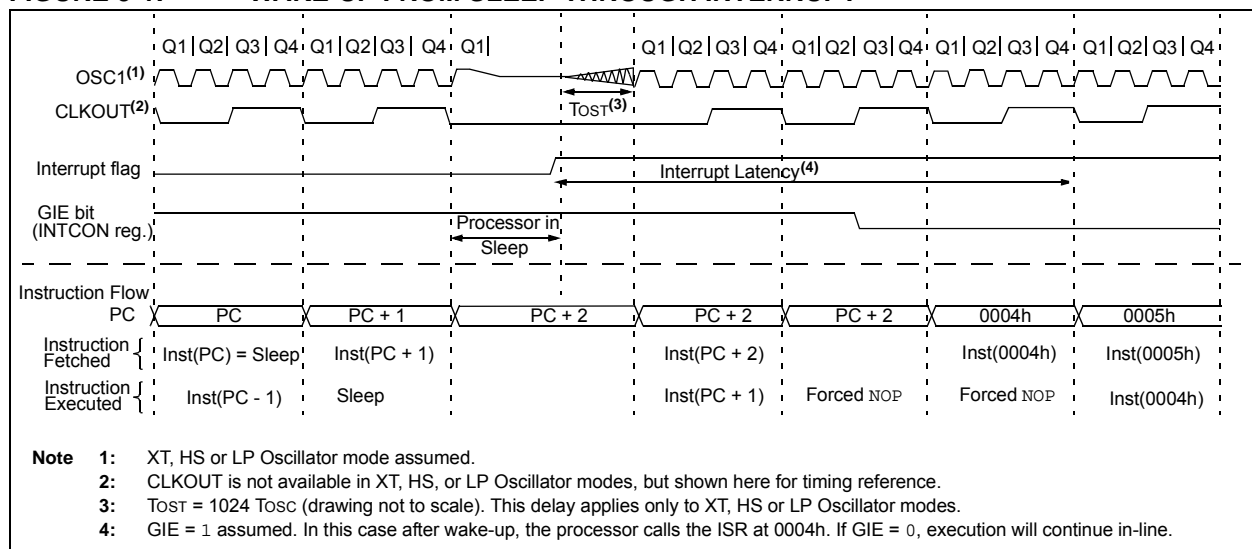 Q1 Q2 Q3 Q4 Q1 Q2 Q3 Q4 Q1 Q1 Q2 Q3 Q4 Q1 Q2 Q3 Q4 Q1 Q2 Q3 Q4 Q1 Q2 Q3 Q4
OSC1(1)
CLKOUT(2)
TOST(3)
Interrupt flag
Interrupt Latency(4)
GIE bit
(INTCON reg.)
Processor in
Sleep
Instruction Flow
PC PC PC + 1 PC + 2 PC + 2 PC + 2 0004h 0005h
Instruction
Fetched
Inst(PC) = Sleep Inst(PC + 1) Inst(PC + 2) Inst(0004h) Inst(0005h)
Instruction
Executed
Inst(PC - 1) Sleep Inst(PC + 1) Forced NOP Forced NOP Inst(0004h)
Note 1: XT, HS or LP Oscillator mode assumed.
2: CLKOUT is not available in XT, HS, or LP Oscillator modes, but shown here for timing reference.
3: TOST = 1024 TOSC (drawing not to scale). This delay applies only to XT, HS or LP Oscillator modes.
4: GIE = 1 assumed. In this case after wake-up, the processor calls the ISR at 0004h. If GIE = 0, execution will continue in-line.